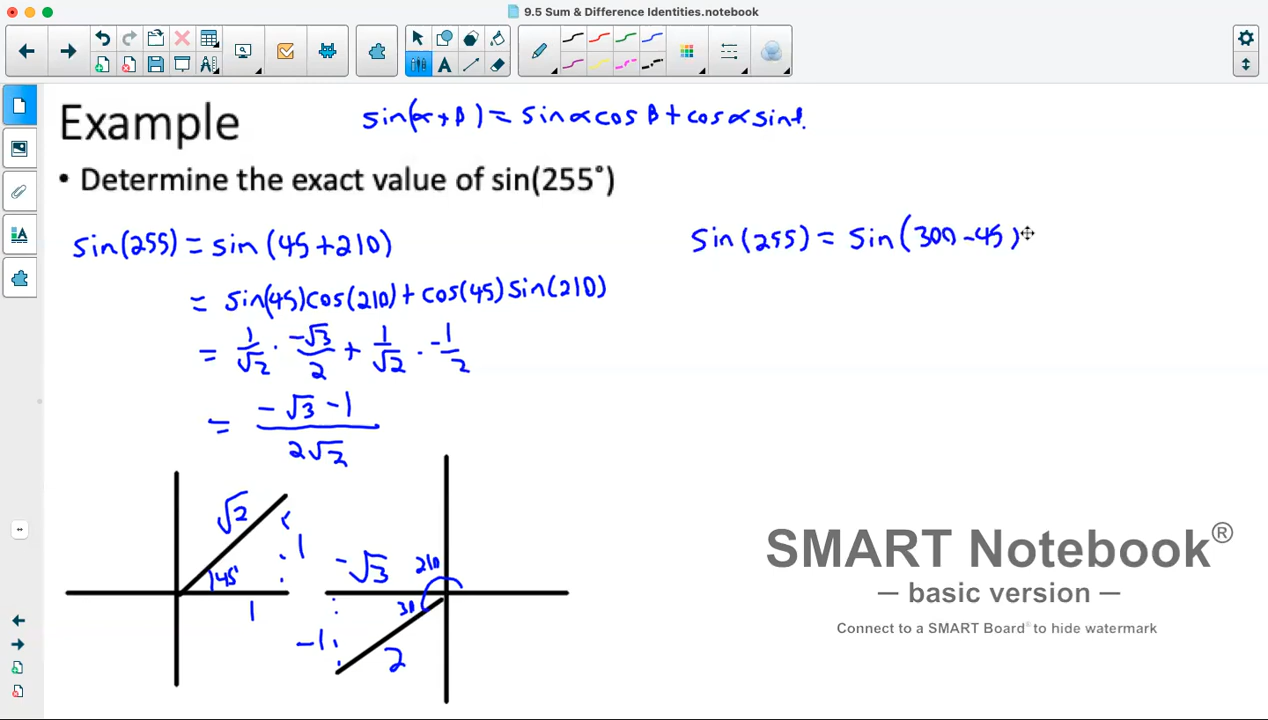 9.5 Sum & Difference Identities.notebook
Example
sin(α+β)=sinαcosβ+cosαsinβ
• Determine the exact value of sin(255˚)
sin(255)=sin(45+210)
=sin(45)cos(210)+cos(45)sin(210)
=1/√2·-√3/2+1/√2·-1/2
=(-√3-1)/(2√2)
sin(255)=sin(300-45)
√2
45°
1
1
-√3
210
30
-1
2
SMART Notebook®
— basic version —
Connect to a SMART Board® to hide watermark